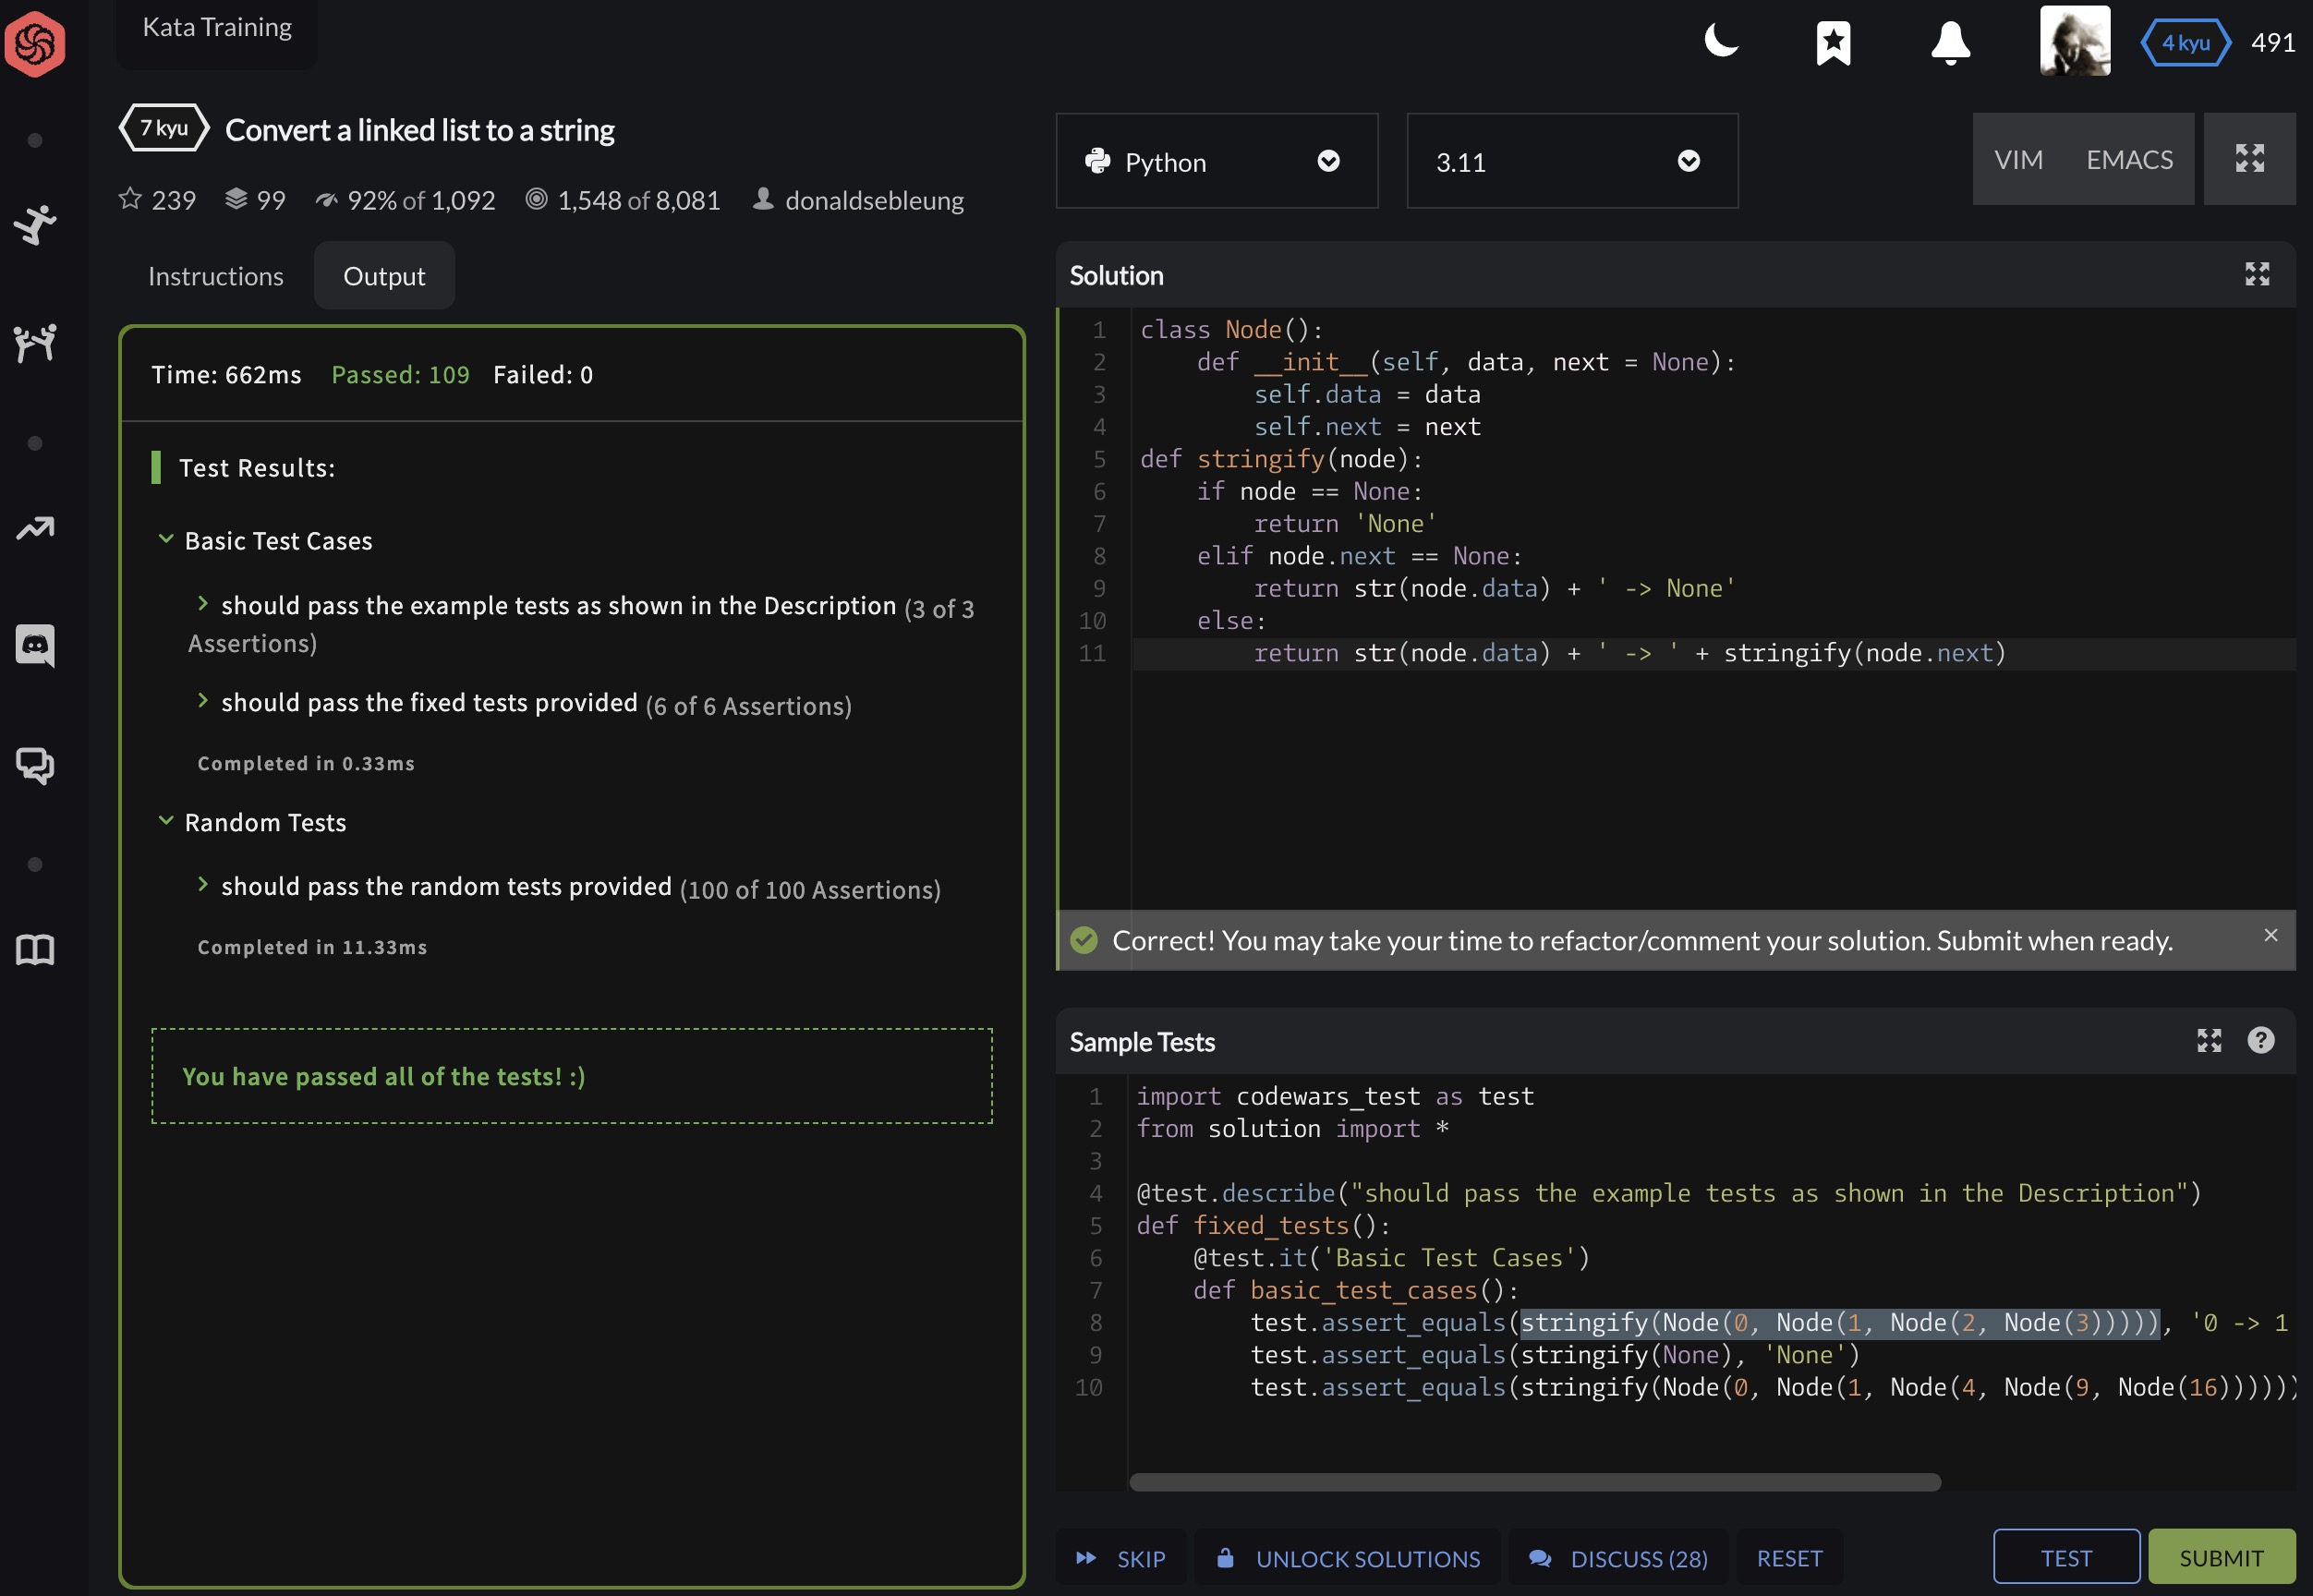 Kata Training
4 kyu 491
7 kyu Convert a linked list to a string
239 99 92% of 1,092 1,548 of 8,081 donaldsebleung
Instructions Output
Time: 662ms Passed: 109 Failed: 0
Test Results:
Basic Test Cases
should pass the example tests as shown in the Description (3 of 3
Assertions)
should pass the fixed tests provided (6 of 6 Assertions)
Completed in 0.33ms
Random Tests
should pass the random tests provided (100 of 100 Assertions)
Completed in 11.33ms
You have passed all of the tests! :)
Python 3.11 VIM EMACS
Solution
1 class Node():
2     def __init__(self, data, next = None):
3         self.data = data
4         self.next = next
5 def stringify(node):
6     if node == None:
7         return 'None'
8     elif node.next == None:
9         return str(node.data) + ' -> None'
10     else:
11         return str(node.data) + ' -> ' + stringify(node.next)
Correct! You may take your time to refactor/comment your solution. Submit when ready.
Sample Tests
1 import codewars_test as test
2 from solution import *
3
4 @test.describe("should pass the example tests as shown in the Description")
5 def fixed_tests():
6     @test.it('Basic Test Cases')
7     def basic_test_cases():
8         test.assert_equals(stringify(Node(0, Node(1, Node(2, Node(3))))), '0 -> 1
9         test.assert_equals(stringify(None), 'None')
10         test.assert_equals(stringify(Node(0, Node(1, Node(4, Node(9, Node(16))))))
SKIP UNLOCK SOLUTIONS DISCUSS (28) RESET TEST SUBMIT